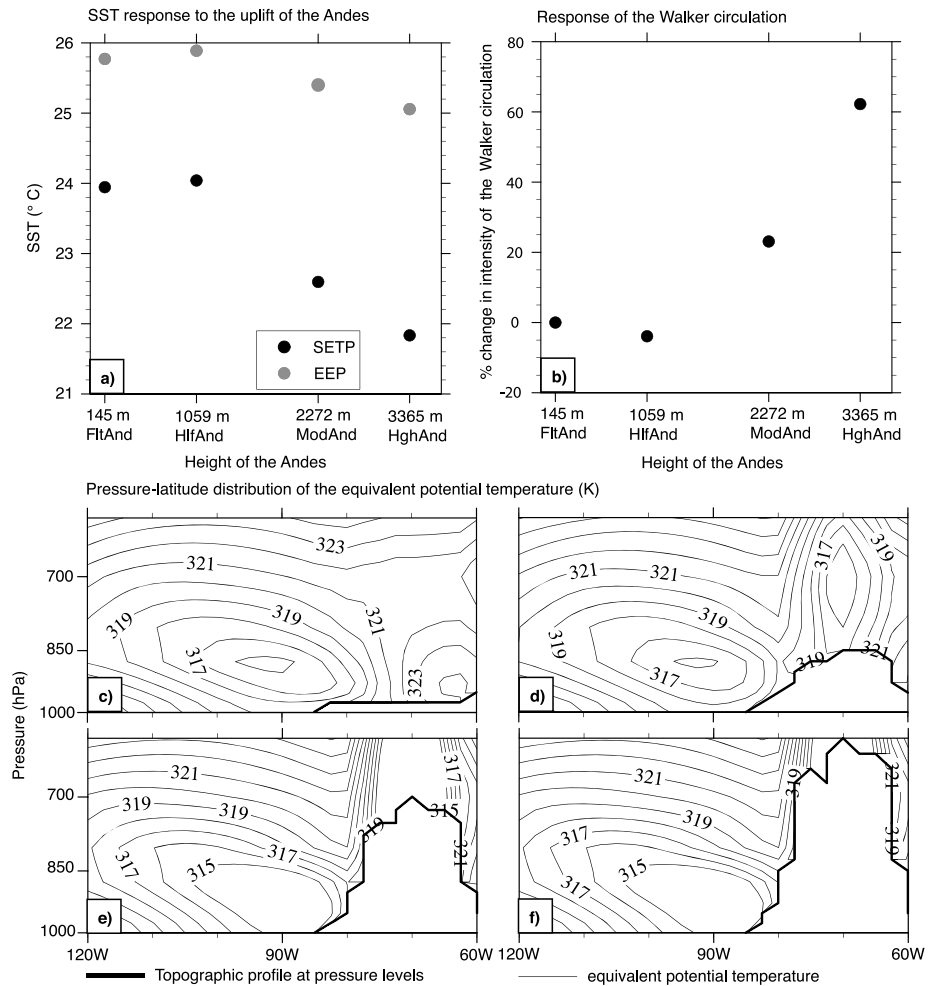 SST response to the uplift of the Andes
26
25
24
23
22
21
SST (° C)
SETP
EEP
a)
145 m 1059 m 2272 m 3365 m
FltAnd HlfAnd ModAnd HghAnd
Height of the Andes
Response of the Walker circulation
80
60
40
20
0
-20
% change in intensity of the Walker circulation
b)
145 m 1059 m 2272 m 3365 m
FltAnd HlfAnd ModAnd HghAnd
Height of the Andes
Pressure-latitude distribution of the equivalent potential temperature (K)
Pressure (hPa)
700
850
1000
323
321
319
321
319
317
323
c)
317
319
321
321
319
319
321
319
317
d)
700
850
1000
321
319
319
317
317
315
317
315
319
321
e)
120W 90W 60W
321
319
321
319
319
317
317
315
319
f)
120W 90W 60W
Topographic profile at pressure levels
equivalent potential temperature